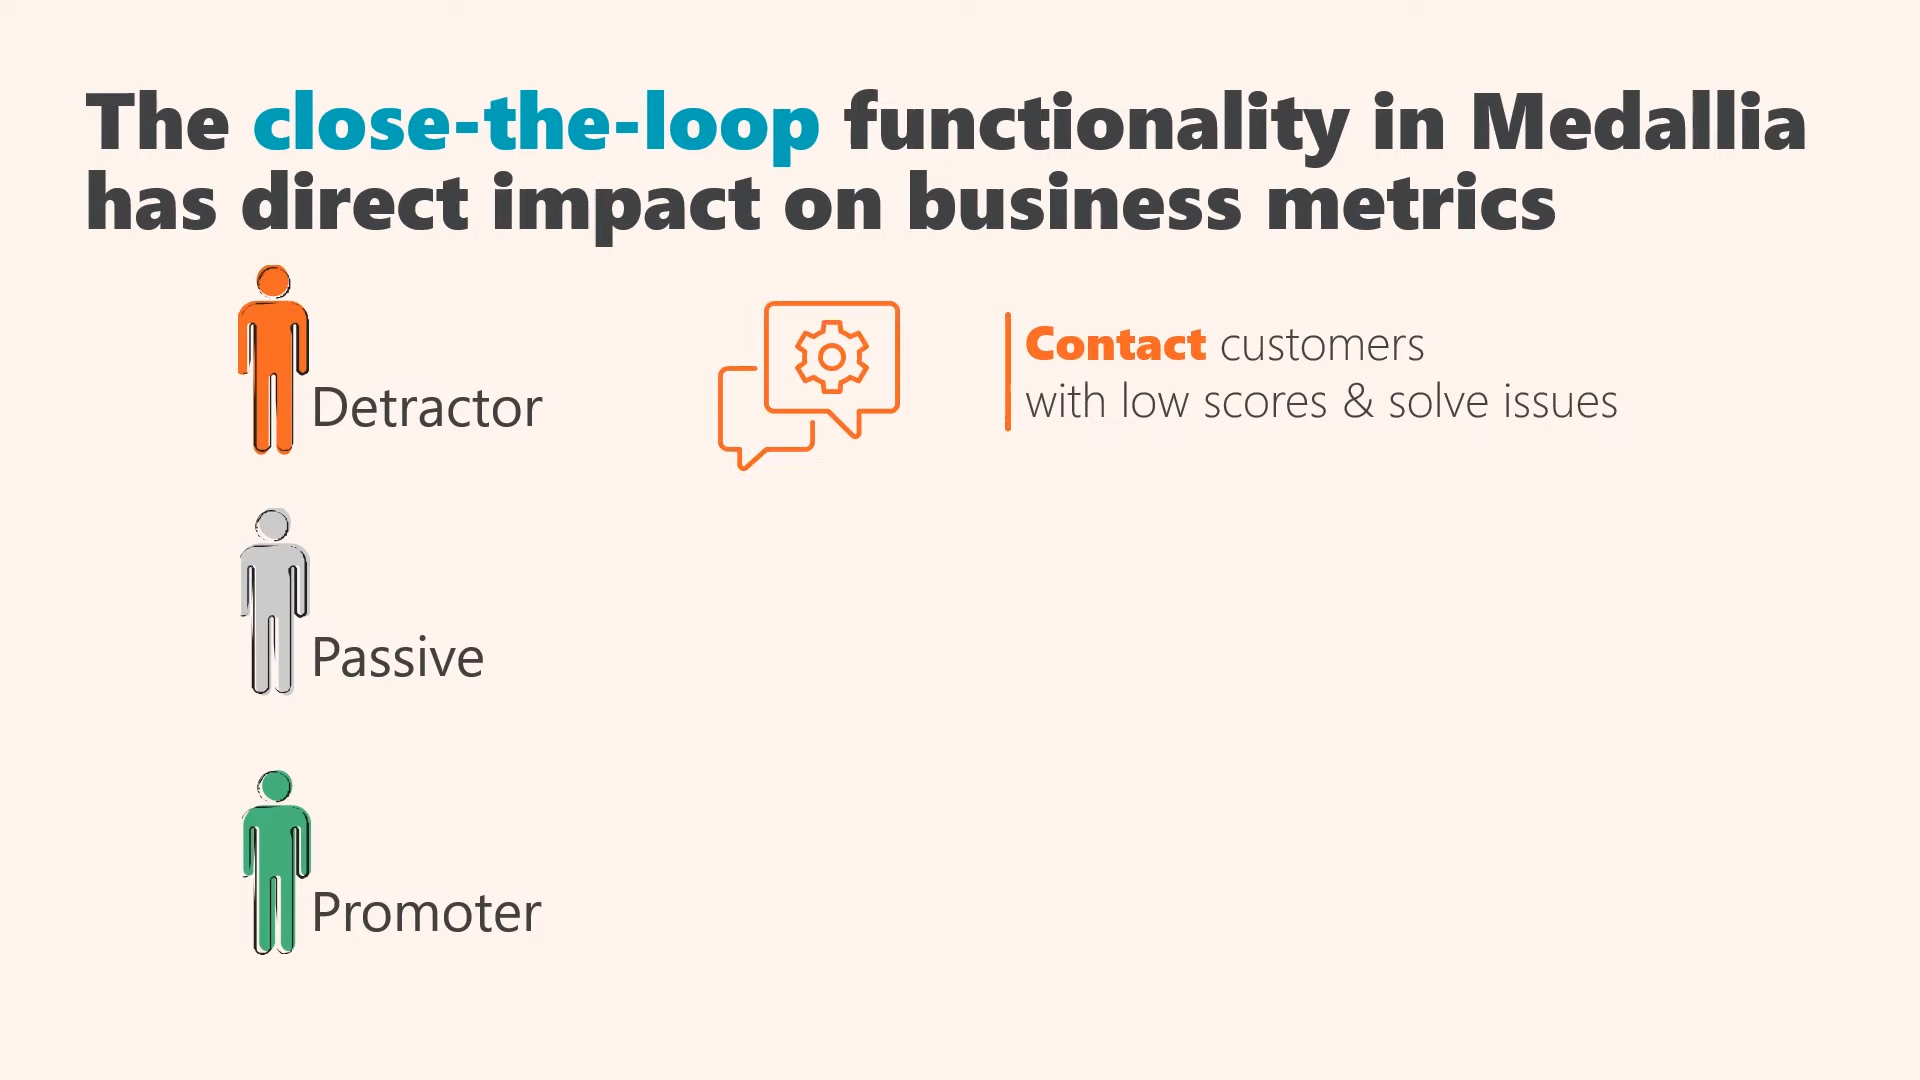 The close-the-loop functionality in Medallia
has direct impact on business metrics
Detractor
Contact customers
with low scores & solve issues
Passive
Promoter